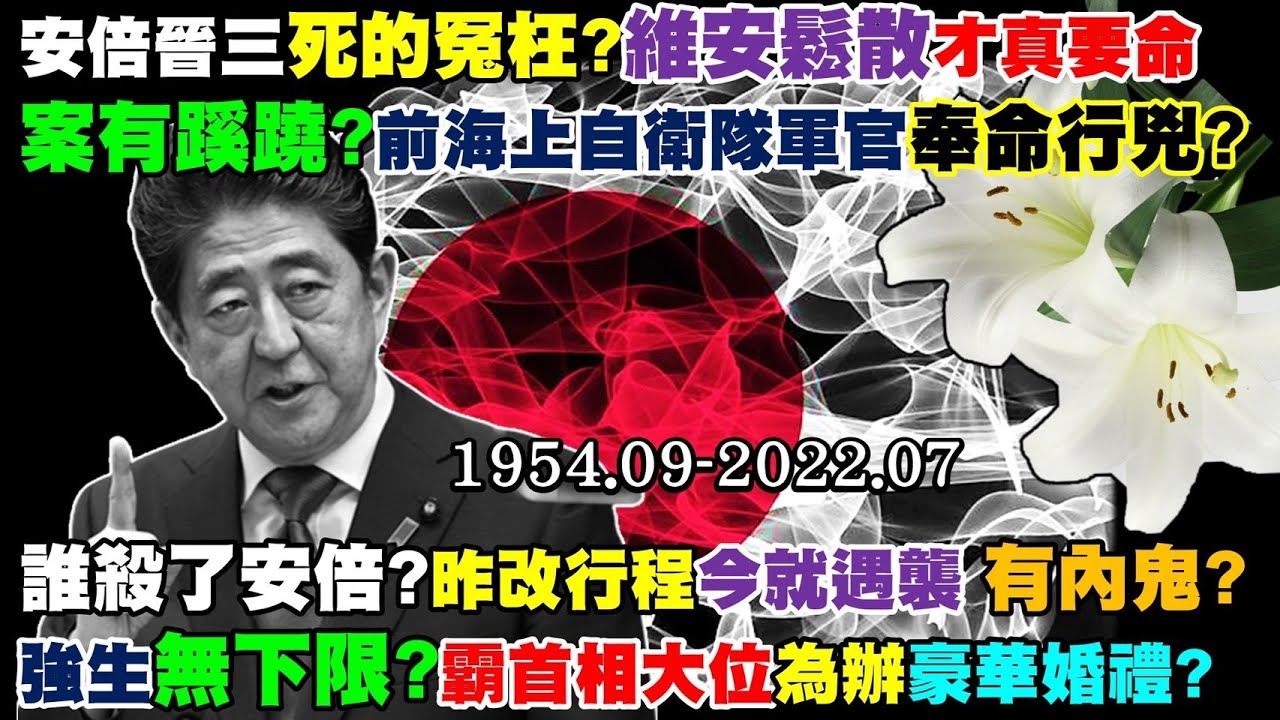 安倍晉三死的冤枉?維安鬆散才真要命
案有蹊蹺?前海上自衛隊軍官奉命行兇?
1954.09-2022.07
誰殺了安倍?昨改行程今就遇襲 有內鬼?
強生無下限?霸首相大位為辦豪華婚禮?